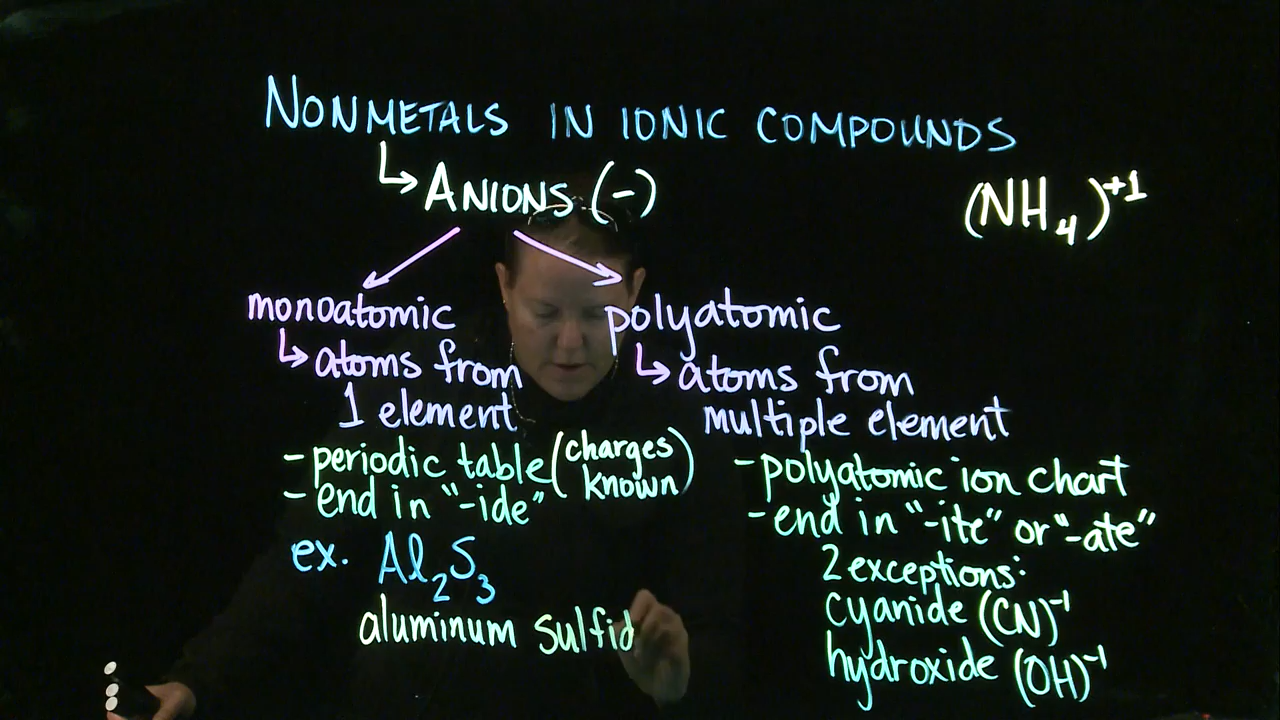 NONMETALS IN IONIC COMPOUNDS
↳ ANIONS (-)
(NH₄)⁺¹
monoatomic
↳ atoms from
1 element
- periodic table (charges known)
- end in "-ide"
ex. Al₂S₃
aluminum sulfid
polyatomic
↳ atoms from
multiple element
- polyatomic ion chart
- end in "-ite" or "-ate"
2 exceptions:
cyanide (CN)⁻¹
hydroxide (OH)⁻¹